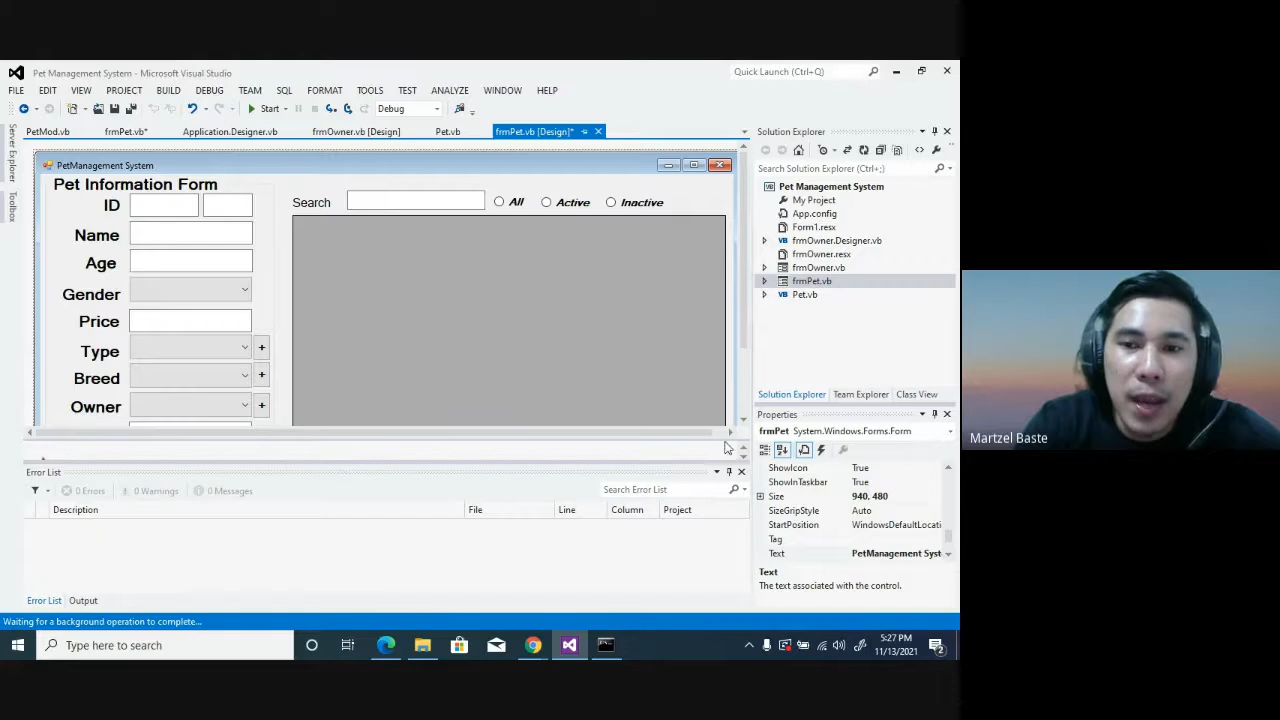 Pet Management System - Microsoft Visual Studio
Quick Launch (Ctrl+Q)
FILE EDIT VIEW PROJECT BUILD DEBUG TEAM SQL FORMAT TOOLS TEST ANALYZE WINDOW HELP
Start Debug
Server Explorer
Toolbox
PetMod.vb frmPet.vb* Application.Designer.vb frmOwner.vb [Design] Pet.vb frmPet.vb [Design]*
PetManagement System
Pet Information Form
ID
Name
Age
Gender
Price
Type +
Breed +
Owner +
Search All Active Inactive
Solution Explorer
Search Solution Explorer (Ctrl+;)
Pet Management System
My Project
App.config
Form1.resx
frmOwner.Designer.vb
frmOwner.resx
frmOwner.vb
frmPet.vb
Pet.vb
Solution Explorer Team Explorer Class View
Properties
frmPet System.Windows.Forms.Form
ShowIcon True
ShowInTaskbar True
Size 940, 480
SizeGripStyle Auto
StartPosition WindowsDefaultLocati
Tag
Text PetManagement Syst
Text
The text associated with the control.
Error List
0 Errors 0 Warnings 0 Messages Search Error List
Description File Line Column Project
Error List Output
Waiting for a background operation to complete...
Type here to search
5:27 PM
11/13/2021
2
Martzel Baste